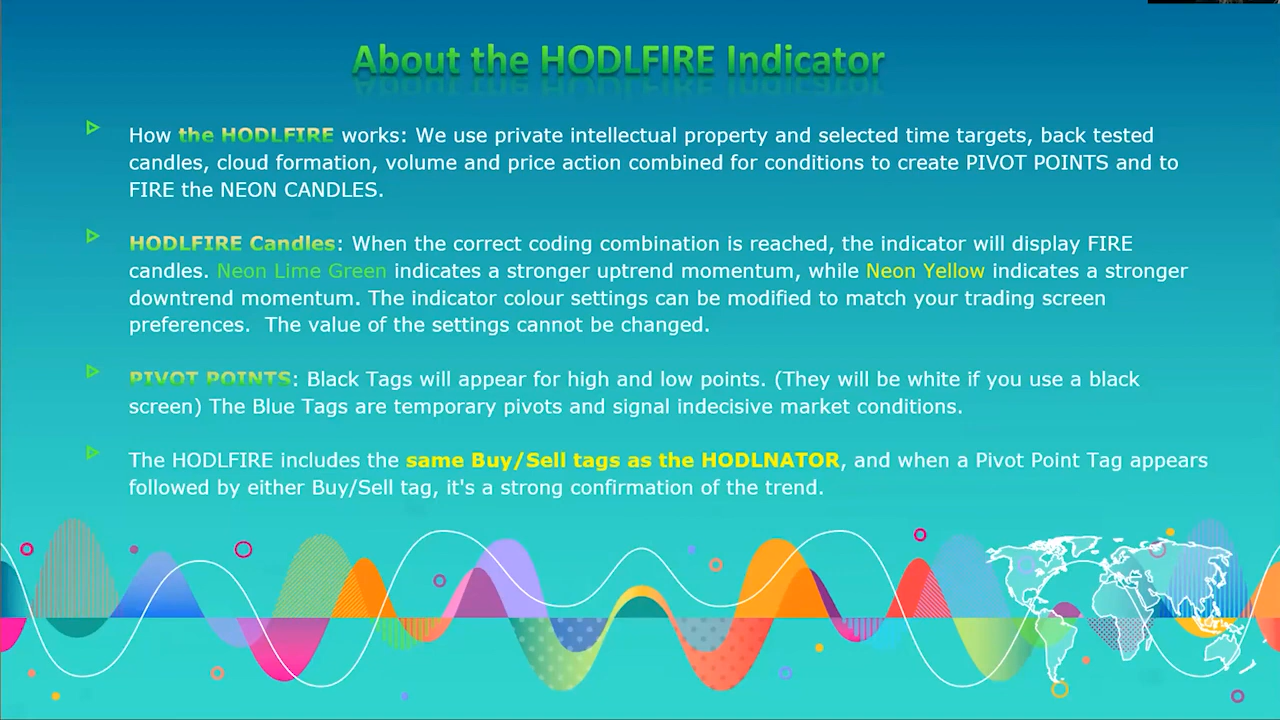 About the HODLFIRE Indicator
How the HODLFIRE works: We use private intellectual property and selected time targets, back tested
candles, cloud formation, volume and price action combined for conditions to create PIVOT POINTS and to
FIRE the NEON CANDLES.
HODLFIRE Candles: When the correct coding combination is reached, the indicator will display FIRE
candles. Neon Lime Green indicates a stronger uptrend momentum, while Neon Yellow indicates a stronger
downtrend momentum. The indicator colour settings can be modified to match your trading screen
preferences.  The value of the settings cannot be changed.
PIVOT POINTS: Black Tags will appear for high and low points. (They will be white if you use a black
screen) The Blue Tags are temporary pivots and signal indecisive market conditions.
The HODLFIRE includes the same Buy/Sell tags as the HODLNATOR, and when a Pivot Point Tag appears
followed by either Buy/Sell tag, it's a strong confirmation of the trend.